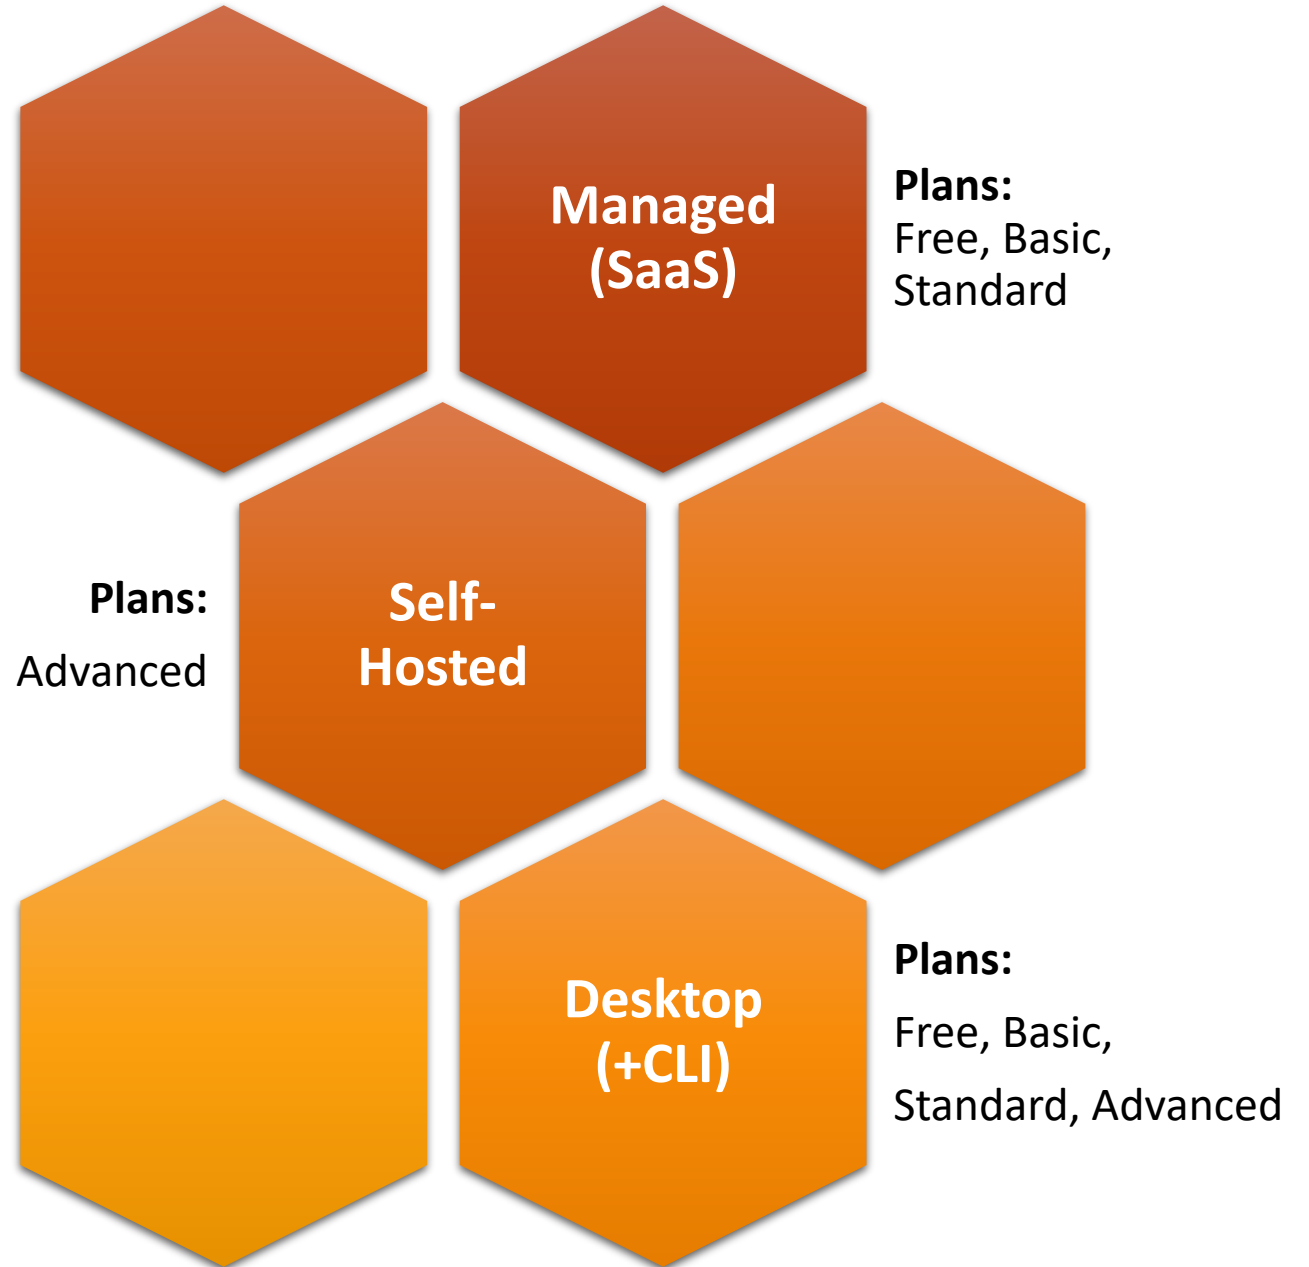 Managed
(SaaS)
Plans:
Free, Basic,
Standard
Plans:
Advanced
Self-
Hosted
Desktop
(+CLI)
Plans:
Free, Basic,
Standard, Advanced